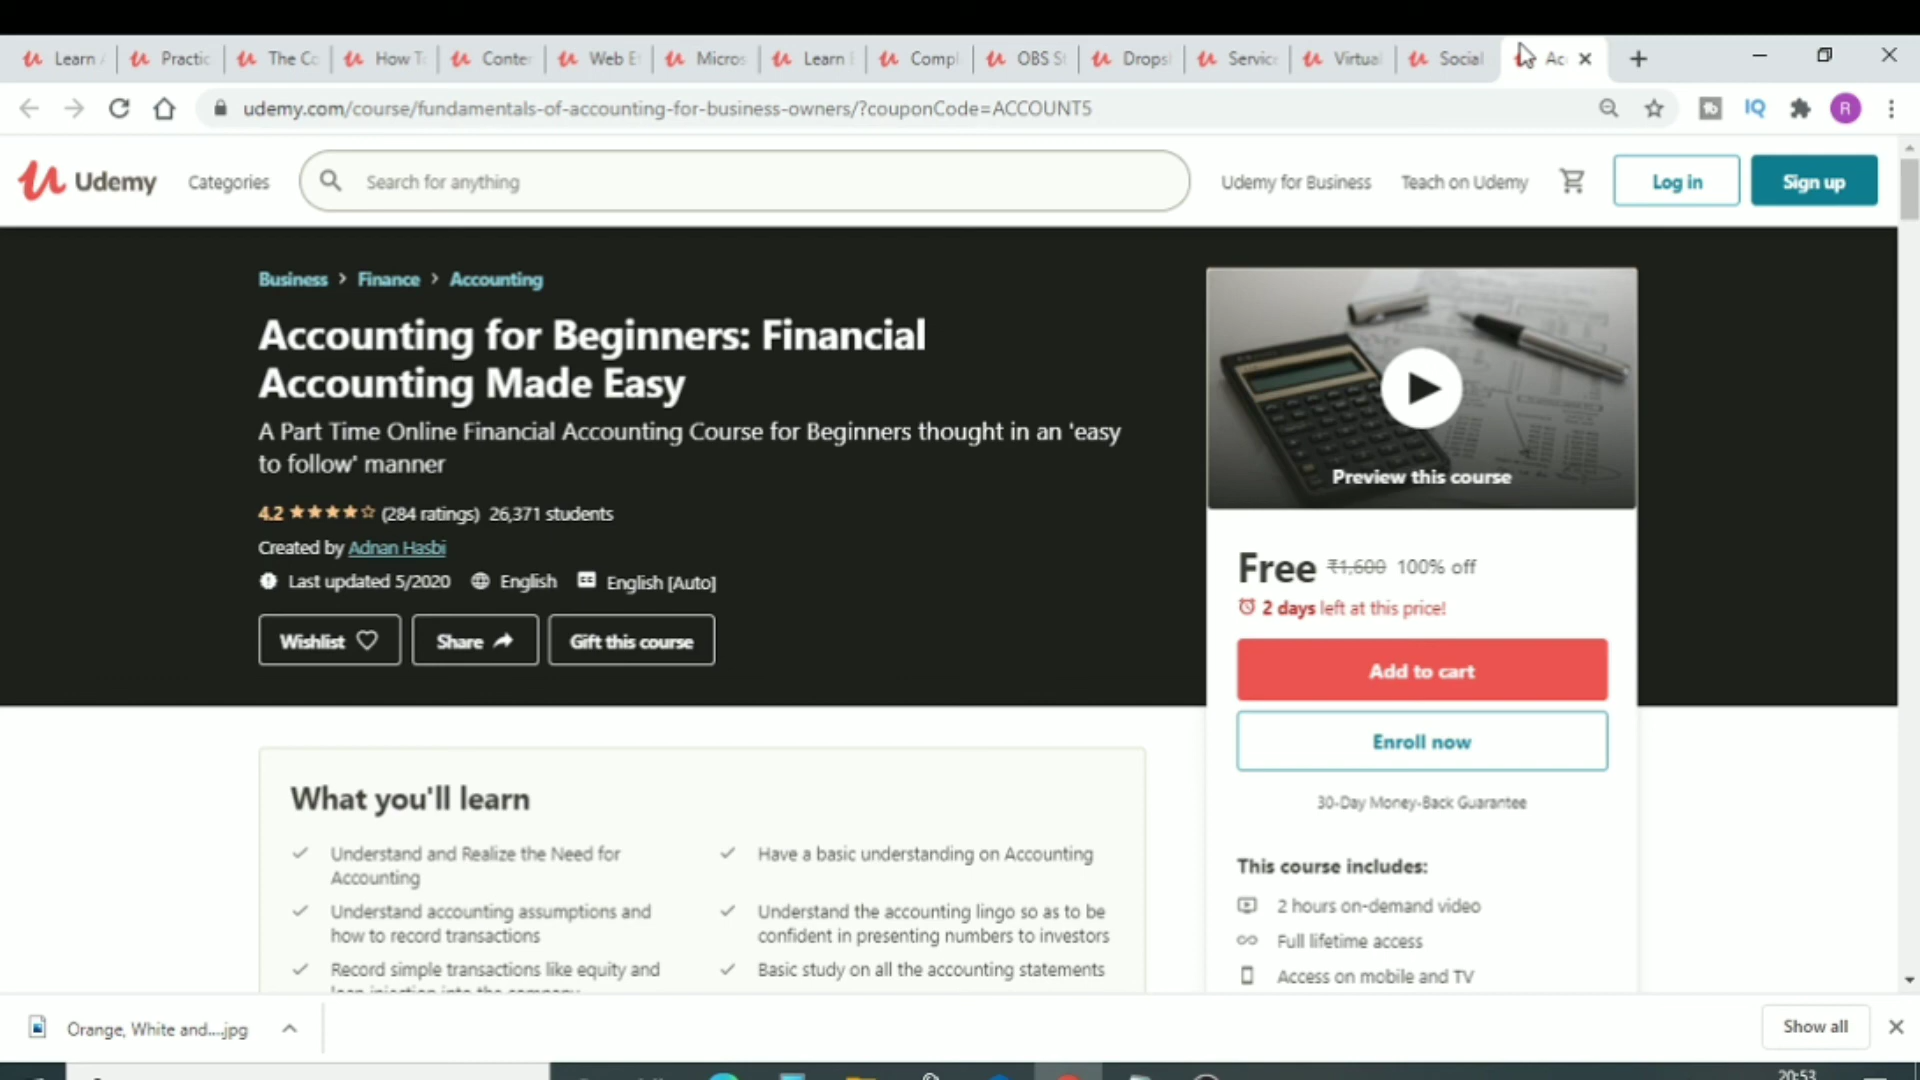 Learn
Practic
The Co
How T
Conte
Web E
Micros
Learn
Compl
OBS St
Drops
Servic
Virtual
Social
Ac
udemy.com/course/fundamentals-of-accounting-for-business-owners/?couponCode=ACCOUNT5
IQ
R
Udemy
Categories
Search for anything
Udemy for Business
Teach on Udemy
Log in
Sign up
Business > Finance > Accounting
Accounting for Beginners: Financial
Accounting Made Easy
A Part Time Online Financial Accounting Course for Beginners thought in an 'easy
to follow' manner
4.2 (284 ratings) 26,371 students
Created by Adnan Hasbi
Last updated 5/2020 English English [Auto]
Wishlist
Share
Gift this course
Preview this course
Free ₹1,600 100% off
2 days left at this price!
Add to cart
Enroll now
30-Day Money-Back Guarantee
This course includes:
2 hours on-demand video
Full lifetime access
Access on mobile and TV
What you'll learn
Understand and Realize the Need for
Accounting
Understand accounting assumptions and
how to record transactions
Record simple transactions like equity and
Have a basic understanding on Accounting
Understand the accounting lingo so as to be
confident in presenting numbers to investors
Basic study on all the accounting statements
Orange, White and....jpg
Show all
20:53